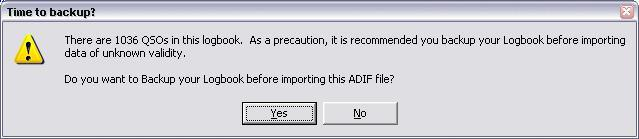 Time to backup?
There are 1036 QSOs in this logbook.  As a precaution, it is recommended you backup your Logbook before importing
data of unknown validity.
Do you want to Backup your Logbook before importing this ADIF file?
Yes
No